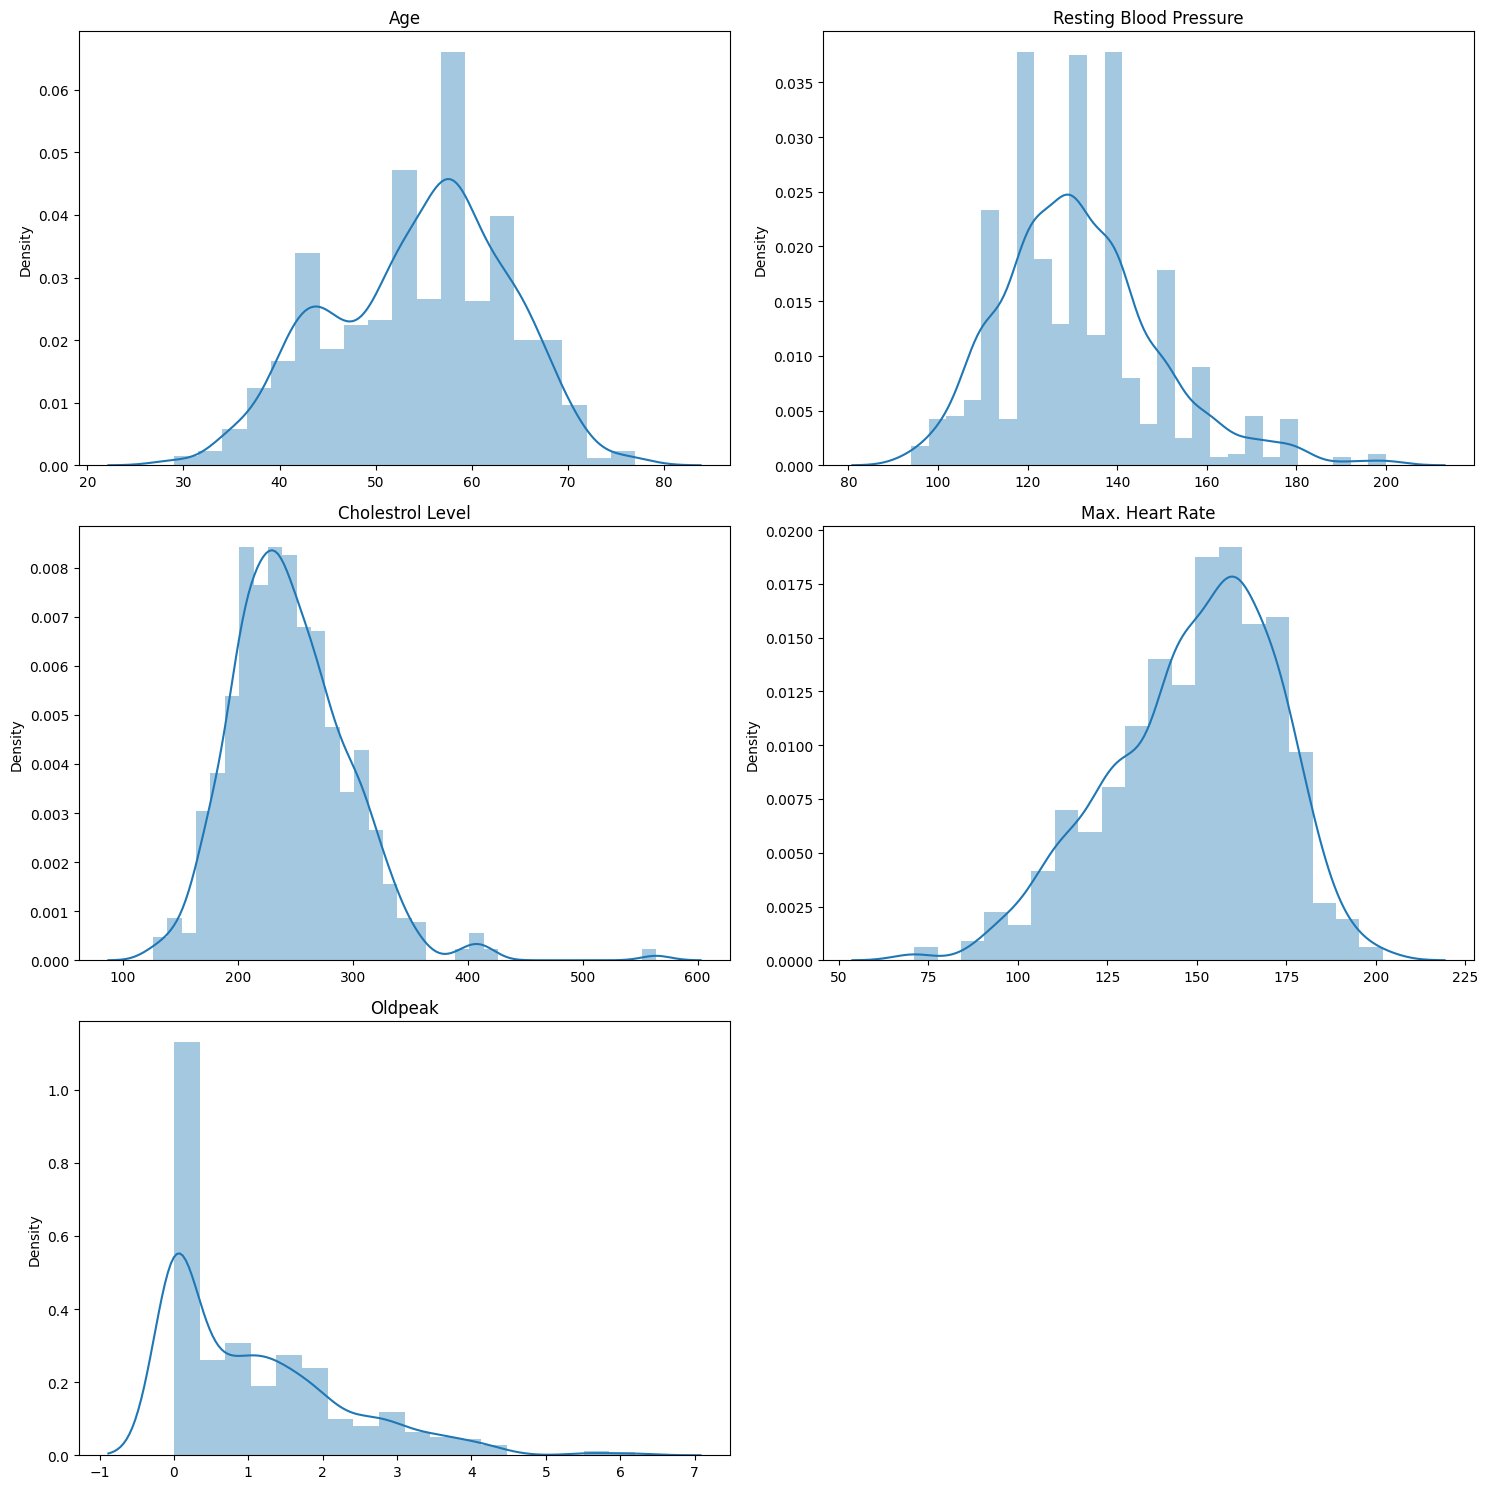 Age
Density
0.00
0.01
0.02
0.03
0.04
0.05
0.06
20 30 40 50 60 70 80
Resting Blood Pressure
Density
0.000
0.005
0.010
0.015
0.020
0.025
0.030
0.035
80 100 120 140 160 180 200
Cholestrol Level
Density
0.000
0.001
0.002
0.003
0.004
0.005
0.006
0.007
0.008
100 200 300 400 500 600
Max. Heart Rate
Density
0.0000
0.0025
0.0050
0.0075
0.0100
0.0125
0.0150
0.0175
0.0200
50 75 100 125 150 175 200 225
Oldpeak
Density
0.0
0.2
0.4
0.6
0.8
1.0
−1 0 1 2 3 4 5 6 7